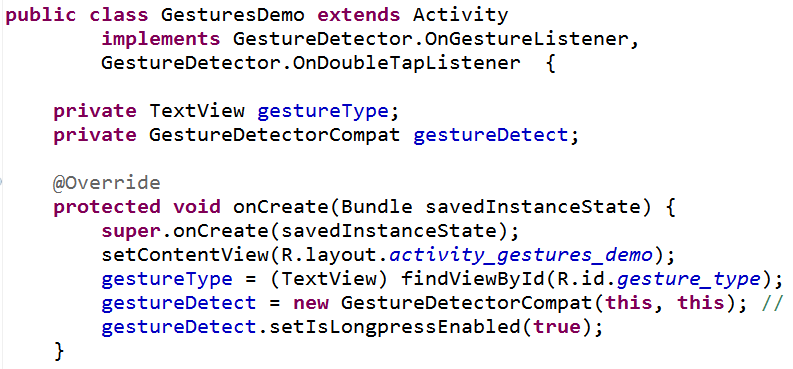 public class GesturesDemo extends Activity
        implements GestureDetector.OnGestureListener,
        GestureDetector.OnDoubleTapListener  {

    private TextView gestureType;
    private GestureDetectorCompat gestureDetect;

    @Override
    protected void onCreate(Bundle savedInstanceState) {
        super.onCreate(savedInstanceState);
        setContentView(R.layout.activity_gestures_demo);
        gestureType = (TextView) findViewById(R.id.gesture_type);
        gestureDetect = new GestureDetectorCompat(this, this); //
        gestureDetect.setIsLongpressEnabled(true);
    }